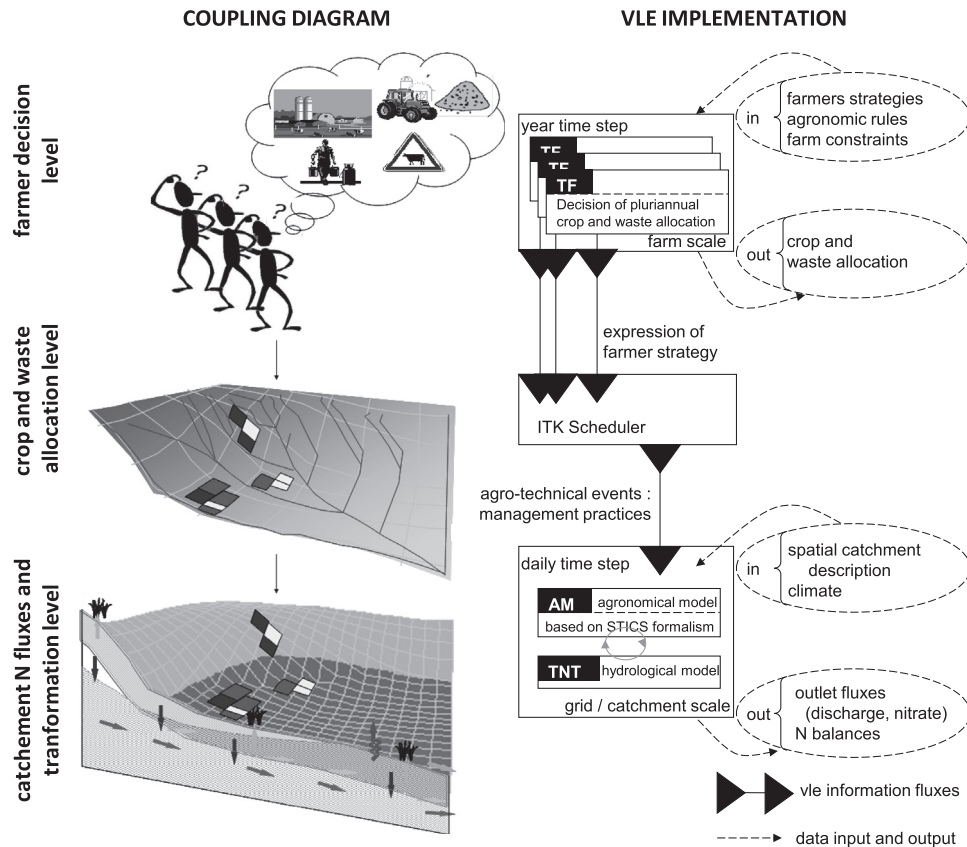 COUPLING DIAGRAM
VLE IMPLEMENTATION
farmer decision
level
crop and waste
allocation level
catchement N fluxes and
tranformation level
? ? ?
year time step
TF
TF
TF
Decision of pluriannual
crop and waste allocation
farm scale
in
farmers strategies
agronomic rules
farm constraints
out
crop and
waste allocation
expression of
farmer strategy
ITK Scheduler
agro-technical events :
management practices
daily time step
AM agronomical model
based on STICS formalism
TNT hydrological model
grid / catchment scale
in
spatial catchment
description
climate
out
outlet fluxes
(discharge, nitrate)
N balances
vle information fluxes
data input and output